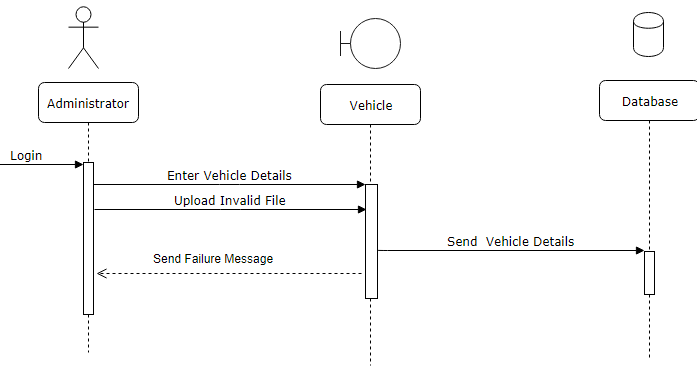 Administrator
Vehicle
Database
Login
Enter Vehicle Details
Upload Invalid File
Send Vehicle Details
Send Failure Message